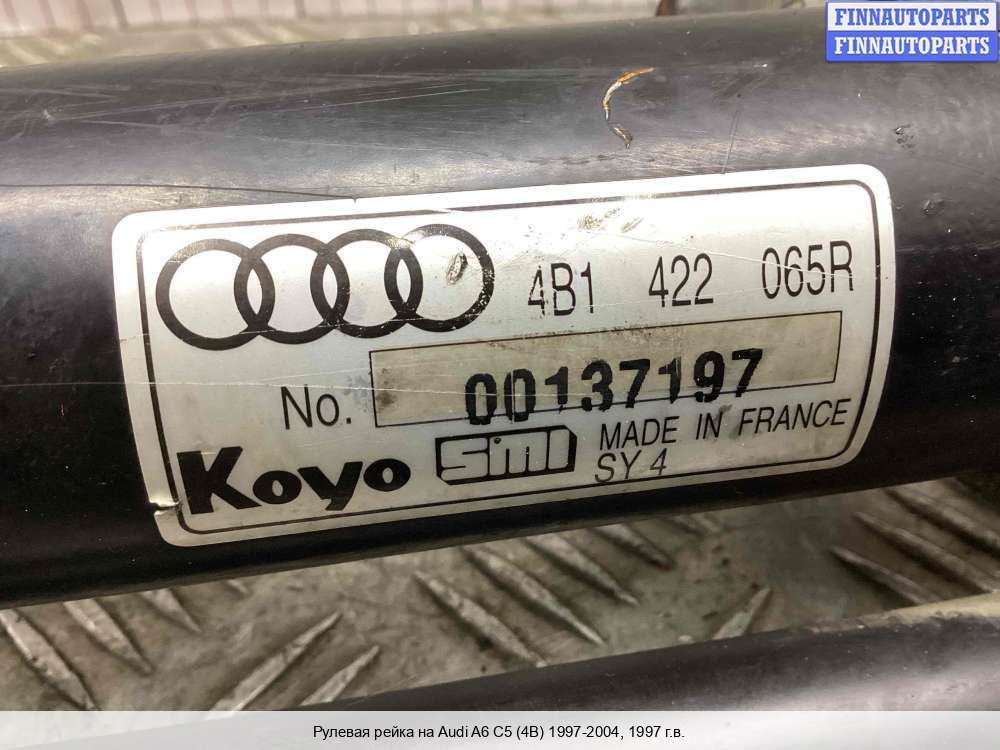 FINNAUTOPARTS
FINNAUTOPARTS
4B1 422 065R
No. 00137197
Koyo smi MADE IN FRANCE
SY 4
Рулевая рейка на Audi A6 C5 (4B) 1997-2004, 1997 г.в.